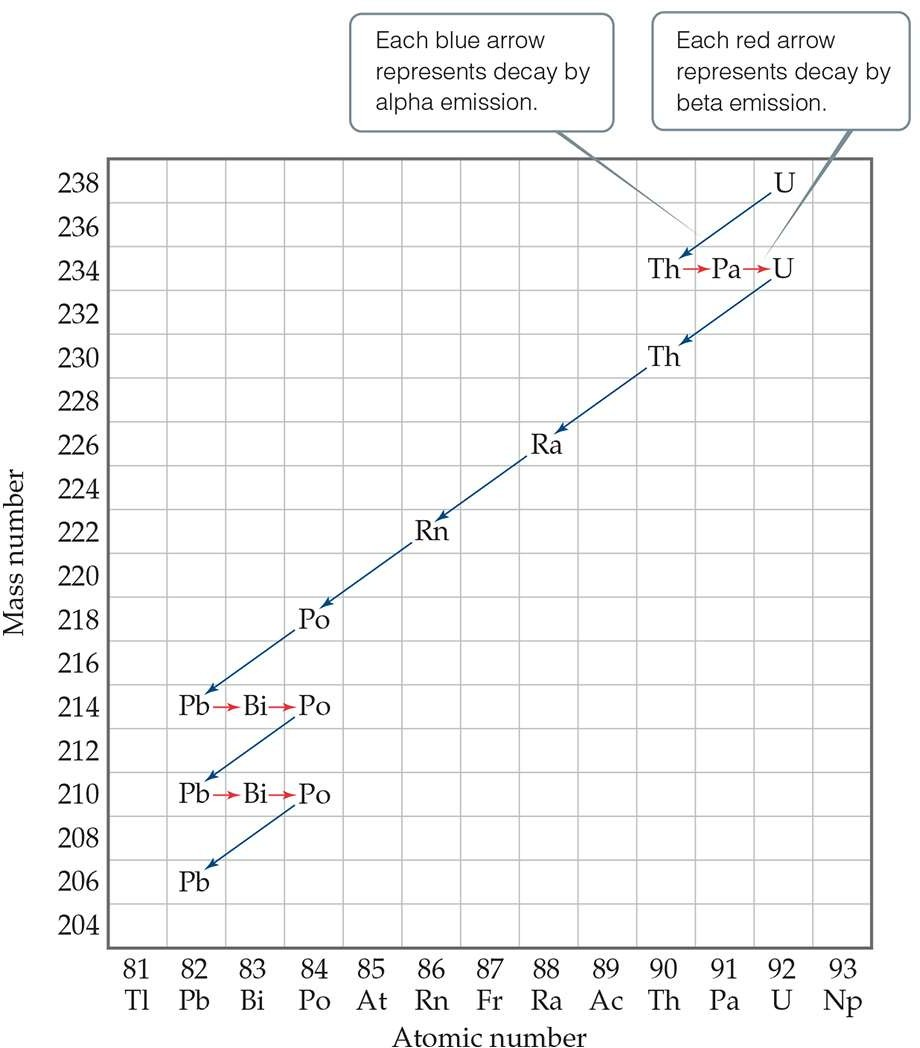 Each blue arrow
represents decay by
alpha emission.
Each red arrow
represents decay by
beta emission.
238
U
236
234
Th Pa U
232
230
Th
228
226
Ra
224
222
Rn
220
218
Po
216
214
Pb Bi Po
212
210
Pb Bi Po
208
206
Pb
204
Mass number
81 82 83 84 85 86 87 88 89 90 91 92 93
Tl Pb Bi Po At Rn Fr Ra Ac Th Pa U Np
Atomic number